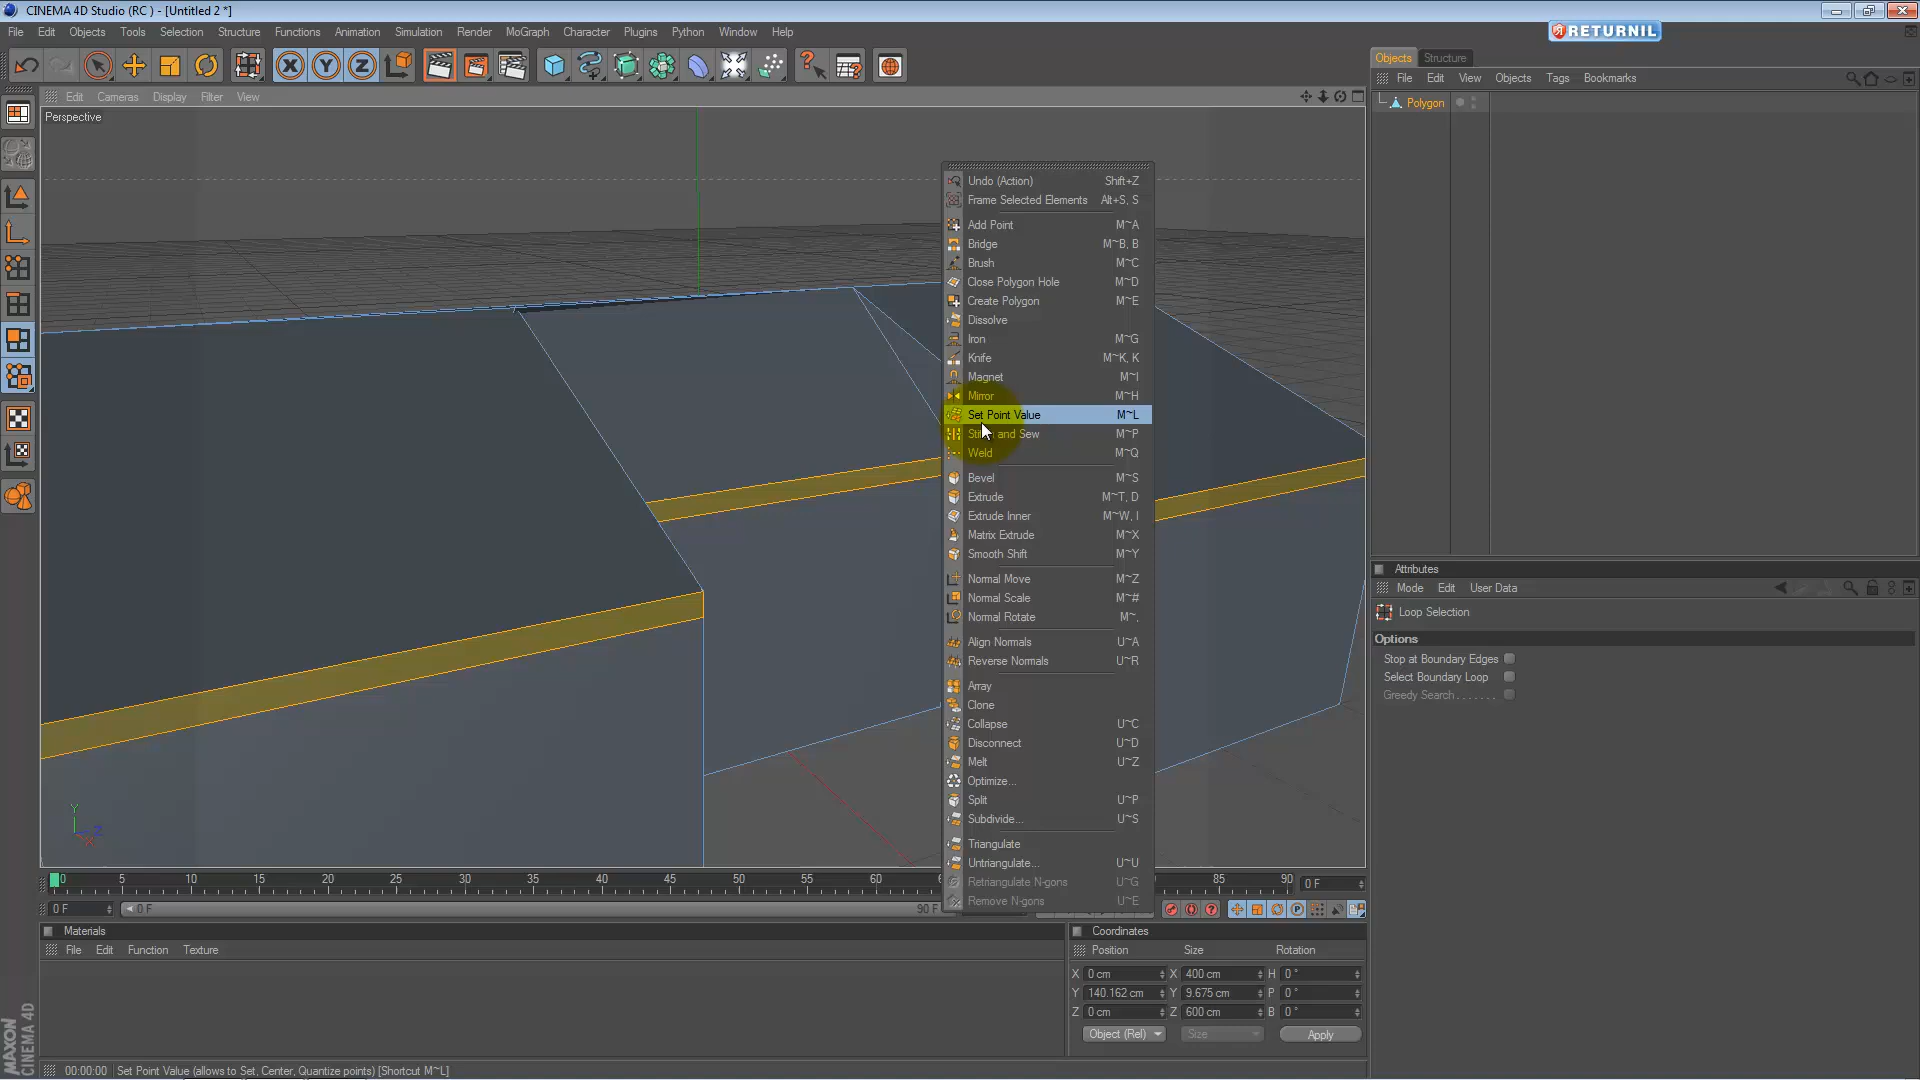 CINEMA 4D Studio (RC ) - [Untitled 2 *]
File Edit Objects Tools Selection Structure Functions Animation Simulation Render MoGraph Character Plugins Python Window Help
RETURNIL
Objects Structure
File Edit View Objects Tags Bookmarks
Edit Cameras Display Filter View
Polygon
Perspective
Undo (Action) Shift+Z
Frame Selected Elements Alt+S, S
Add Point M~A
Bridge M~B, B
Brush M~C
Close Polygon Hole M~D
Create Polygon M~E
Dissolve
Iron M~G
Knife M~K, K
Magnet M~I
Mirror M~H
Set Point Value M~L
and Sew M~P
Weld M~Q
Bevel M~S
Extrude M~T, D
Extrude Inner M~W, I
Matrix Extrude M~X
Smooth Shift M~Y
Normal Move M~Z
Normal Scale M~#
Normal Rotate M~,
Align Normals U~A
Reverse Normals U~R
Array
Clone
Collapse U~C
Disconnect U~D
Melt U~Z
Optimize...
Split U~P
Subdivide... U~S
Triangulate
Untriangulate... U~U
Retriangulate N-gons U~G
Remove N-gons U~E
Attributes
Mode Edit User Data
Loop Selection
Options
Stop at Boundary Edges
Select Boundary Loop
Greedy Search . . . . . . .
Y
Z
X
0 5 10 15 20 25 30 35 40 45 50 55 60 85 90 0 F
0 F 0 F 90 F
Materials
File Edit Function Texture
Coordinates
Position Size Rotation
X 0 cm X 400 cm H 0 °
Y 140.162 cm Y 9.675 cm P 0 °
Z 0 cm Z 600 cm B 0 °
Object (Rel) Size Apply
MAXON
CINEMA 4D
00:00:00 Set Point Value (allows to Set, Center, Quantize points) [Shortcut M~L]